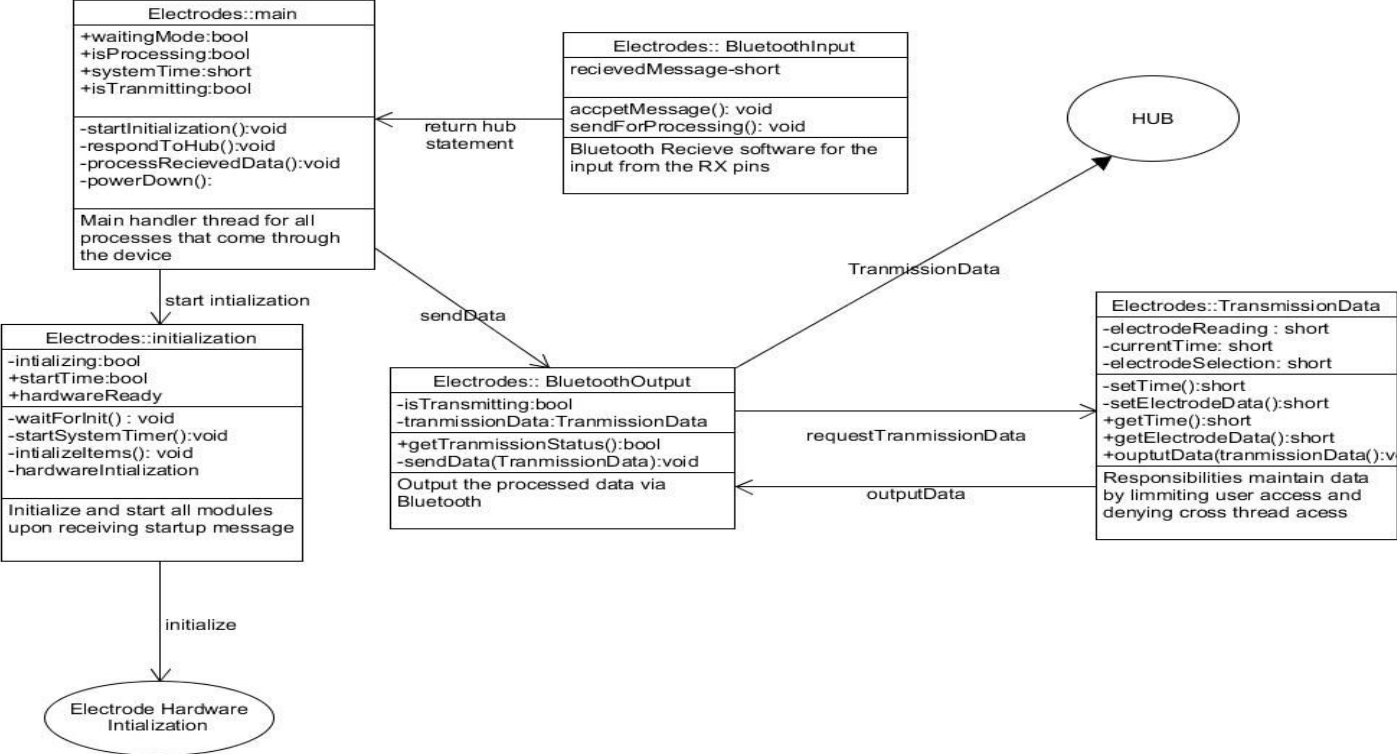 Electrodes::main
+waitingMode:bool
+isProcessing:bool
+systemTime:short
+isTranmitting:bool
-startInitialization():void
-respondToHub():void
-processRecievedData():void
-powerDown():
Main handler thread for all
processes that come through
the device
return hub
statement
Electrodes:: BluetoothInput
recievedMessage-short
accpetMessage(): void
sendForProcessing(): void
Bluetooth Recieve software for the
input from the RX pins
HUB
TranmissionData
start intialization
sendData
Electrodes::initialization
-intializing:bool
+startTime:bool
+hardwareReady
-waitForInit() : void
-startSystemTimer():void
-intializeItems(): void
-hardwareIntialization
Initialize and start all modules
upon receiving startup message
Electrodes:: BluetoothOutput
-isTransmitting:bool
-tranmissionData:TranmissionData
+getTranmissionStatus():bool
-sendData(TranmissionData):void
Output the processed data via
Bluetooth
requestTranmissionData
outputData
Electrodes::TransmissionData
-electrodeReading : short
-currentTime: short
-electrodeSelection: short
-setTime():short
-setElectrodeData():short
+getTime():short
+getElectrodeData():short
+ouptutData(tranmissionData():v
Responsibilities maintain data
by limmiting user access and
denying cross thread acess
initialize
Electrode Hardware
Intialization